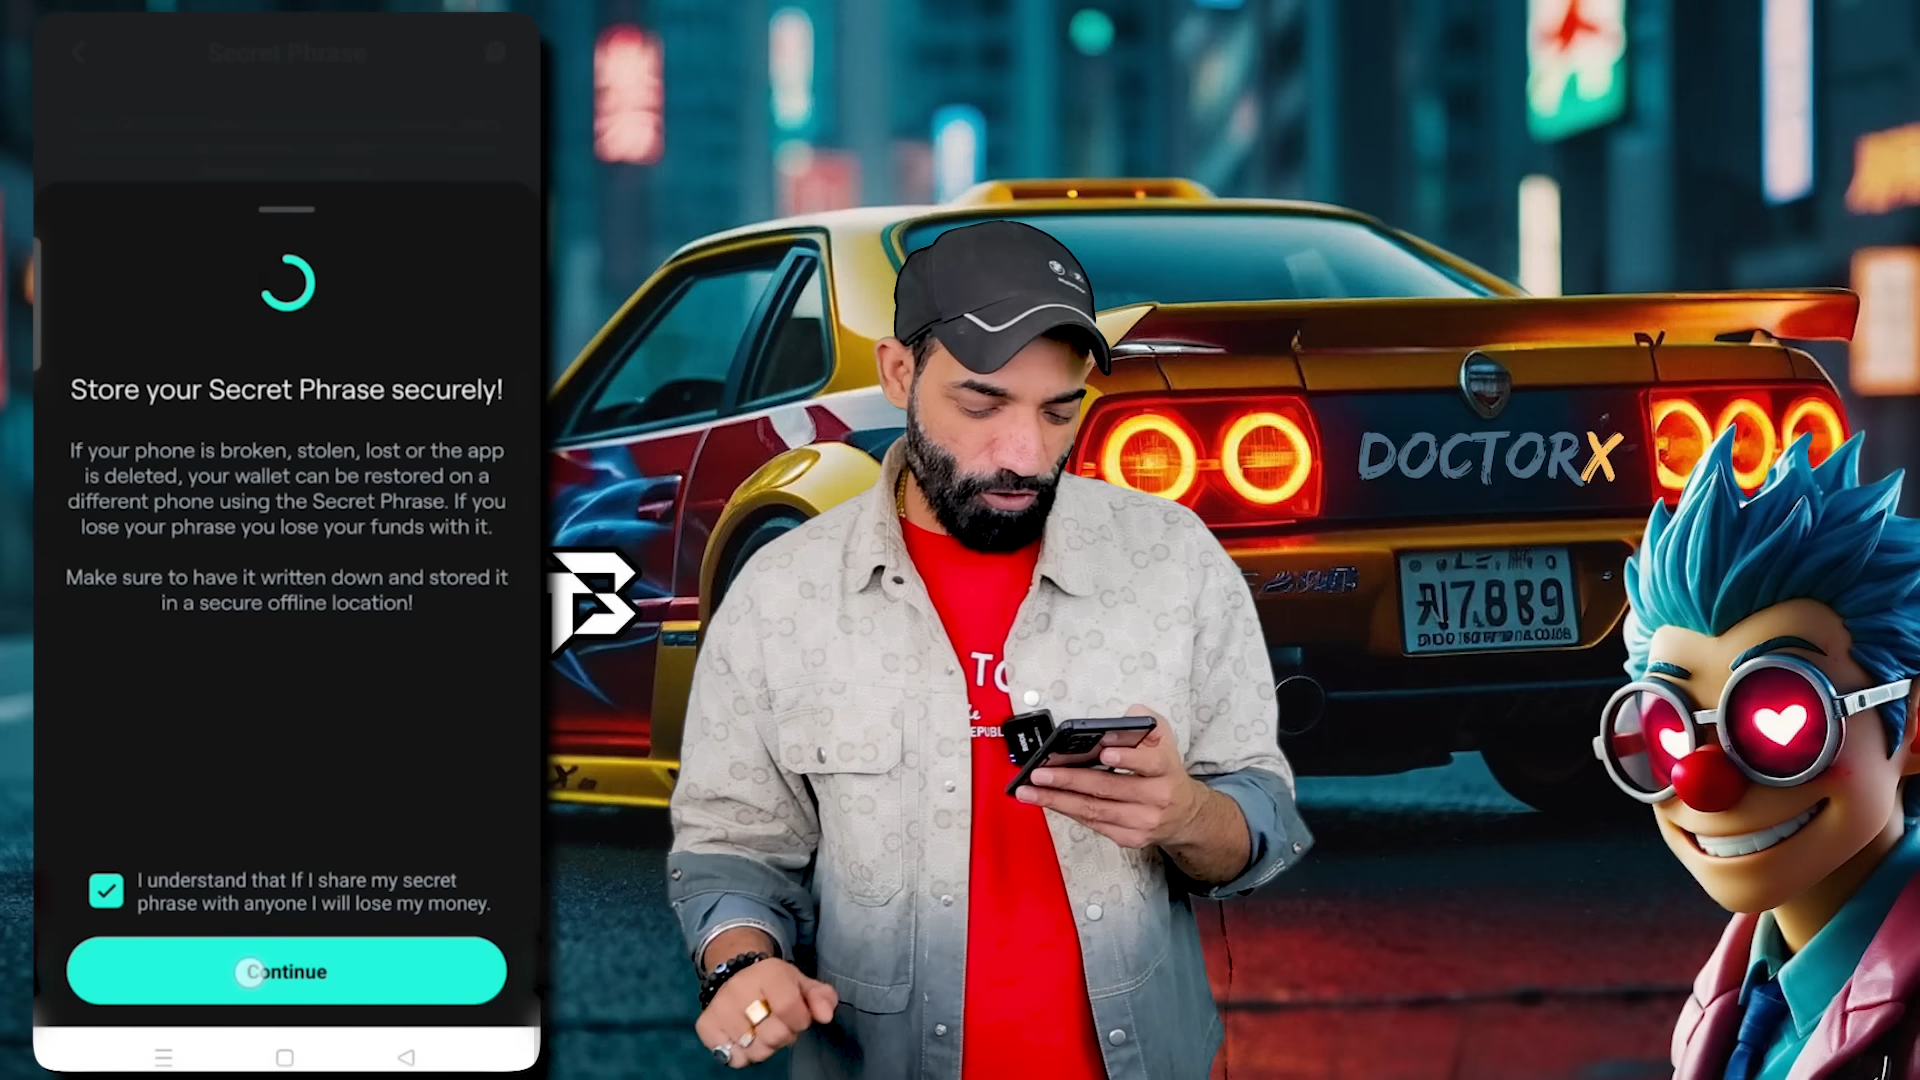 Secret Phrase
Store your Secret Phrase securely!
If your phone is broken, stolen, lost or the app
is deleted, your wallet can be restored on a
different phone using the Secret Phrase. If you
lose your phrase you lose your funds with it.
Make sure to have it written down and stored it
in a secure offline location!
I understand that If I share my secret
phrase with anyone I will lose my money.
Continue
DOCTORX
TB